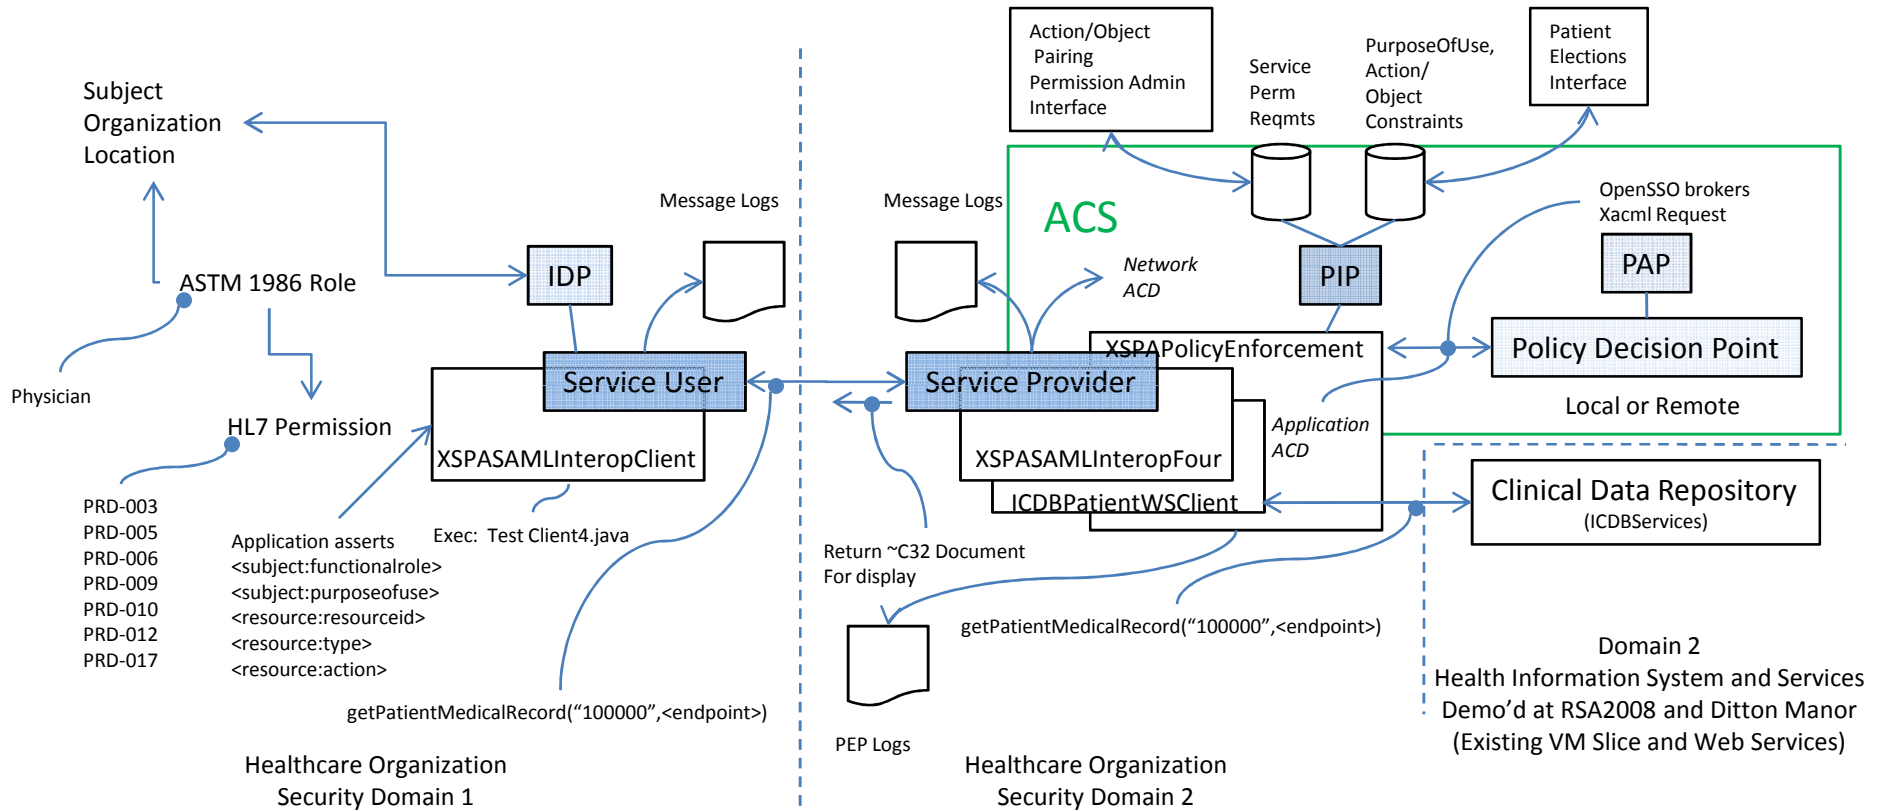 Subject
Organization
Location
ASTM 1986 Role
Physician
HL7 Permission
PRD-003
PRD-005
PRD-006
PRD-009
PRD-010
PRD-012
PRD-017
Application asserts
<subject:functionalrole>
<subject:purposeofuse>
<resource:resourceid>
<resource:type>
<resource:action>
IDP
Message Logs
Service User
XSPASAMLInteropClient
Exec:  Test Client4.java
getPatientMedicalRecord(“100000”,<endpoint>)
Healthcare Organization
Security Domain 1
Message Logs
Action/Object
Pairing
Permission Admin
Interface
Service
Perm
Reqmts
PurposeOfUse,
Action/
Object
Constraints
Patient
Elections
Interface
ACS
Network
ACD
PIP
OpenSSO brokers
Xacml Request
PAP
XSPAPolicyEnforcement
Policy Decision Point
Local or Remote
Service Provider
Application
ACD
XSPASAMLInteropFour
ICDBPatientWSClient
Clinical Data Repository
(ICDBServices)
Return ~C32 Document
For display
getPatientMedicalRecord(“100000”,<endpoint>)
PEP Logs
Domain 2
Health Information System and Services
Demo’d at RSA2008 and Ditton Manor
(Existing VM Slice and Web Services)
Healthcare Organization
Security Domain 2